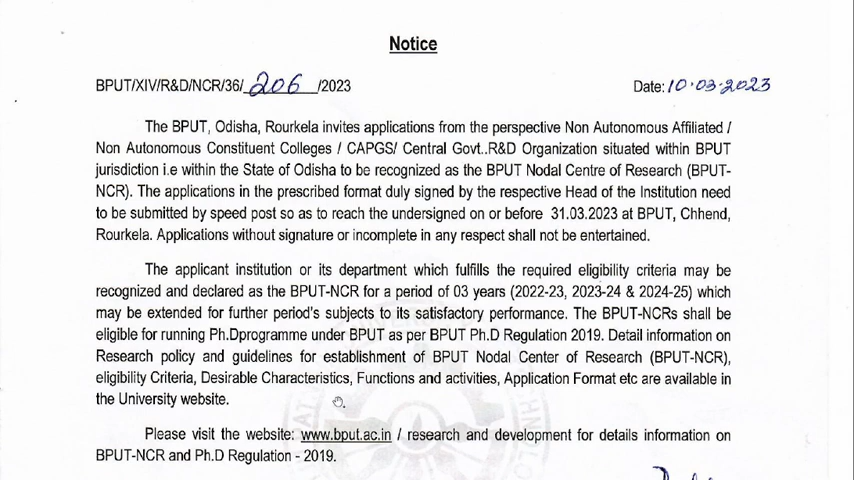 Notice
BPUT/XIV/R&D/NCR/36/ 206 /2023 Date: 10.03.2023
The BPUT, Odisha, Rourkela invites applications from the perspective Non Autonomous Affiliated /
Non Autonomous Constituent Colleges / CAPGS/ Central Govt..R&D Organization situated within BPUT
jurisdiction i.e within the State of Odisha to be recognized as the BPUT Nodal Centre of Research (BPUT-
NCR). The applications in the prescribed format duly signed by the respective Head of the Institution need
to be submitted by speed post so as to reach the undersigned on or before 31.03.2023 at BPUT, Chhend,
Rourkela. Applications without signature or incomplete in any respect shall not be entertained.
The applicant institution or its department which fulfills the required eligibility criteria may be
recognized and declared as the BPUT-NCR for a period of 03 years (2022-23, 2023-24 & 2024-25) which
may be extended for further period's subjects to its satisfactory performance. The BPUT-NCRs shall be
eligible for running Ph.Dprogramme under BPUT as per BPUT Ph.D Regulation 2019. Detail information on
Research policy and guidelines for establishment of BPUT Nodal Center of Research (BPUT-NCR),
eligibility Criteria, Desirable Characteristics, Functions and activities, Application Format etc are available in
the University website.
Please visit the website: www.bput.ac.in / research and development for details information on
BPUT-NCR and Ph.D Regulation - 2019.